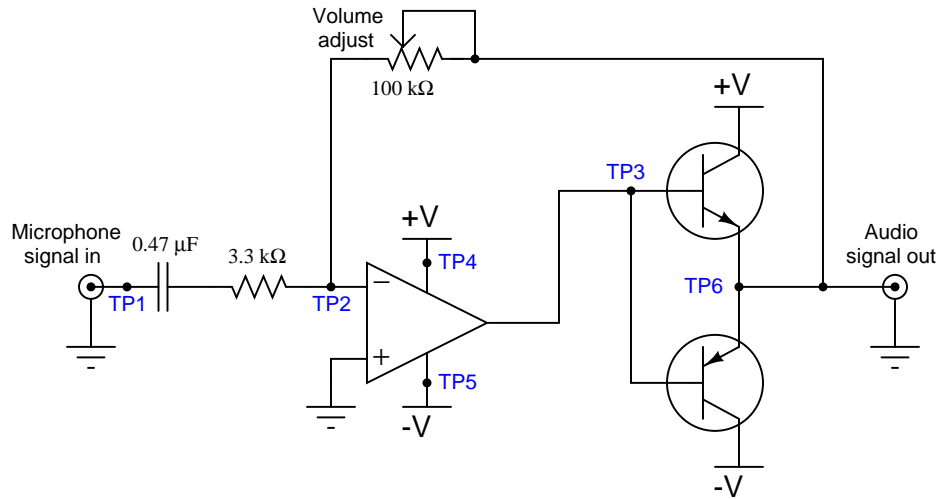 Volume
adjust
100 kΩ
+V
TP3
Microphone
signal in
0.47 µF
3.3 kΩ
+V
TP4
Audio
signal out
TP1
TP2
−
TP6
+
TP5
-V
-V